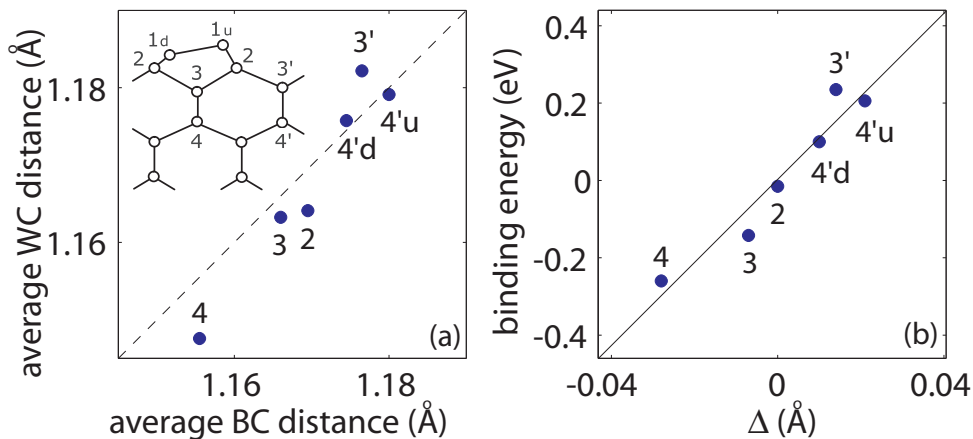 average WC distance (Å)
1.18
1.16
1d
1u
2
2
3
3'
4
4'
3'
4'u
4'd
3
2
4
(a)
1.16
1.18
average BC distance (Å)
binding energy (eV)
0.4
0.2
0
-0.2
-0.4
3'
4'u
4'd
2
3
4
(b)
-0.04
0
0.04
Δ (Å)